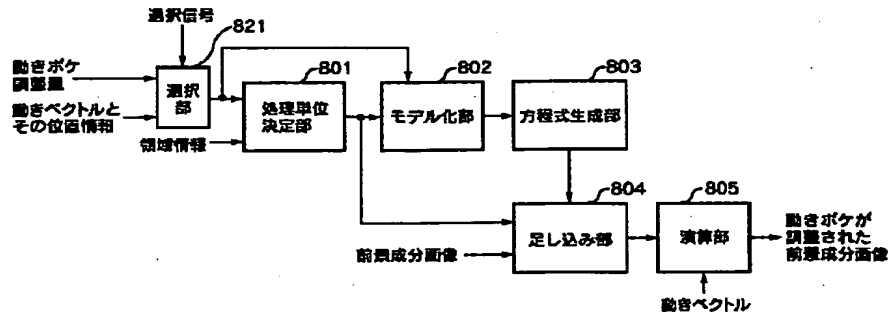 選択信号
821
動きボケ
調整量
選択
部
動きベクトルと
その位置情報
801
処理単位
決定部
領域情報
802
モデル化部
803
方程式生成部
804
足し込み部
前景成分画像
805
演算部
動きボケが
調整された
前景成分画像
動きベクトル